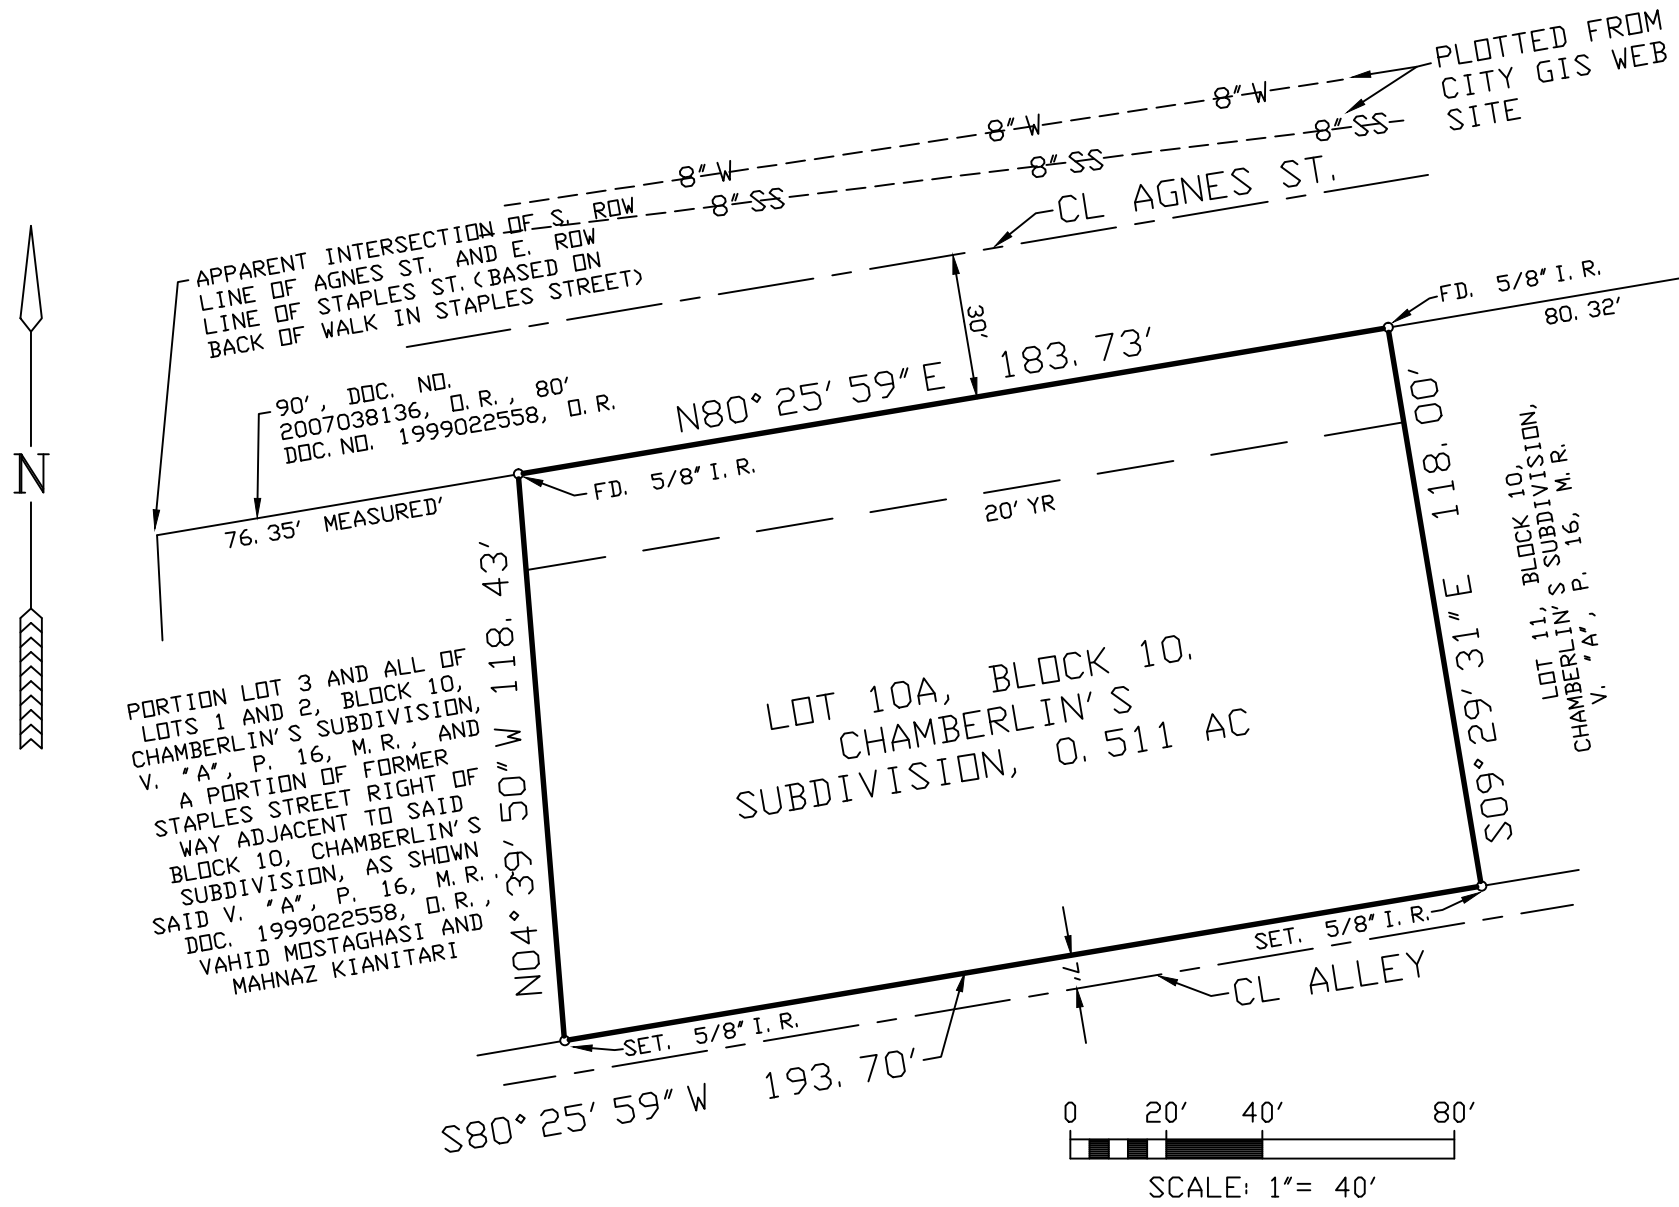 PLOTTED FROM
CITY GIS WEB
SITE
8" W
8" W
8" W
8" SS
8" SS
8" SS
CL AGNES ST.
APPARENT INTERSECTION OF S. ROW
LINE OF AGNES ST. AND E. ROW
LINE OF STAPLES ST. (BASED ON
BACK OF WALK IN STAPLES STREET)
FD. 5/8" I. R.
80. 32'
30'
N80° 25' 59" E 183. 73'
90' , DOC. NO.
2007038136, O. R. , 80'
DOC. NO. 1999022558, O. R.
N
76. 35' MEASURED'
FD. 5/8" I. R.
20' YR
S09° 29' 31" E 118. 00'
LOT 11, BLOCK 10,
CHAMBERLIN' S SUBDIVISION,
V. "A" , P. 16, M. R.
N04° 39' 50" W 118. 43'
LOT 10A, BLOCK 10.
CHAMBERLIN' S
SUBDIVISION, 0. 511 AC
PORTION LOT 3 AND ALL OF
LOTS 1 AND 2, BLOCK 10,
CHAMBERLIN' S SUBDIVISION,
V. "A" , P. 16, M. R. , AND
A PORTION OF FORMER
STAPLES STREET RIGHT OF
WAY ADJACENT TO SAID
BLOCK 10, CHAMBERLIN' S
SUBDIVISION, AS SHOWN
SAID V. "A" , P. 16, M. R. ,
DOC. 1999022558, O. R. ,
VAHID MOSTAGHASI AND
MAHNAZ KIANITARI
SET. 5/8" I. R.
7'
CL ALLEY
SET. 5/8" I. R.
S80° 25' 59" W 193. 70'
0 20' 40' 80'
SCALE: 1"= 40'